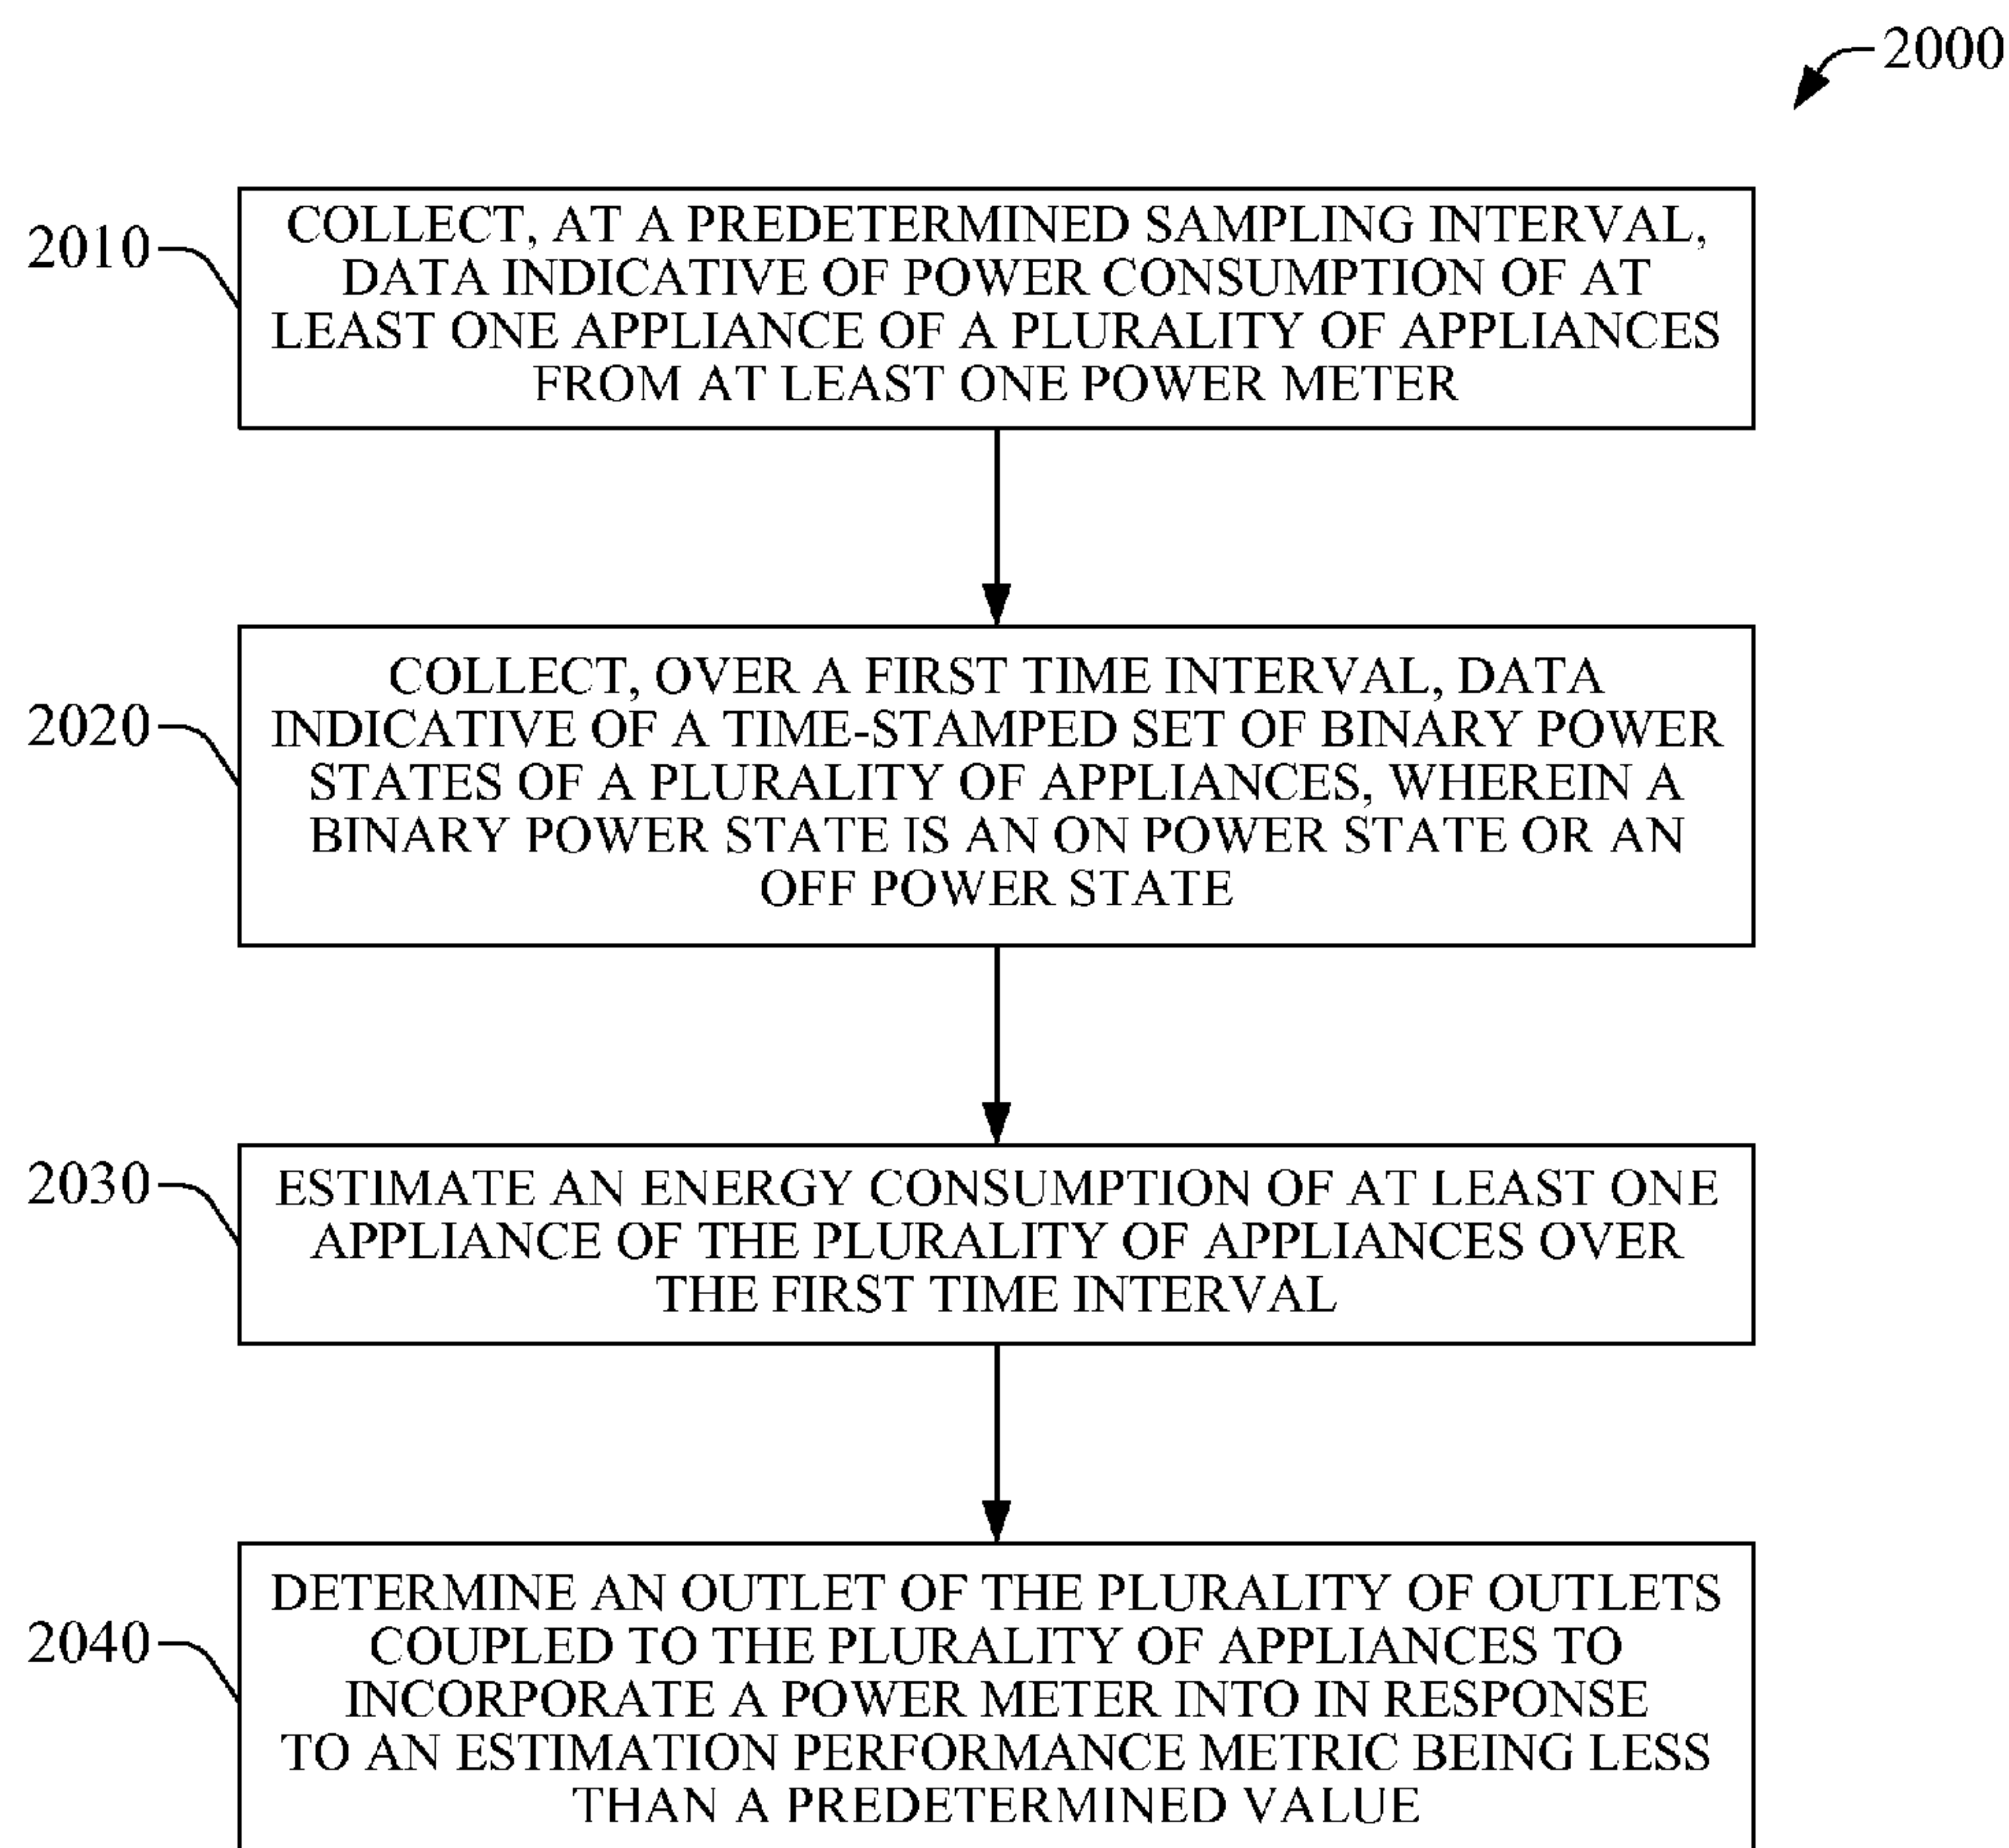 2000
2010
COLLECT, AT A PREDETERMINED SAMPLING INTERVAL,
DATA INDICATIVE OF POWER CONSUMPTION OF AT
LEAST ONE APPLIANCE OF A PLURALITY OF APPLIANCES
FROM AT LEAST ONE POWER METER
2020
COLLECT, OVER A FIRST TIME INTERVAL, DATA
INDICATIVE OF A TIME-STAMPED SET OF BINARY POWER
STATES OF A PLURALITY OF APPLIANCES, WHEREIN A
BINARY POWER STATE IS AN ON POWER STATE OR AN
OFF POWER STATE
2030
ESTIMATE AN ENERGY CONSUMPTION OF AT LEAST ONE
APPLIANCE OF THE PLURALITY OF APPLIANCES OVER
THE FIRST TIME INTERVAL
2040
DETERMINE AN OUTLET OF THE PLURALITY OF OUTLETS
COUPLED TO THE PLURALITY OF APPLIANCES TO
INCORPORATE A POWER METER INTO IN RESPONSE
TO AN ESTIMATION PERFORMANCE METRIC BEING LESS
THAN A PREDETERMINED VALUE